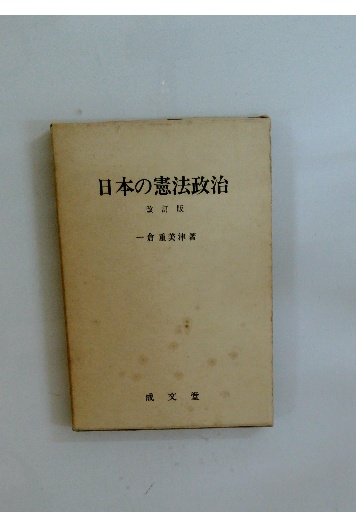 日本の憲法政治
改訂版
一倉重美津著
成文堂